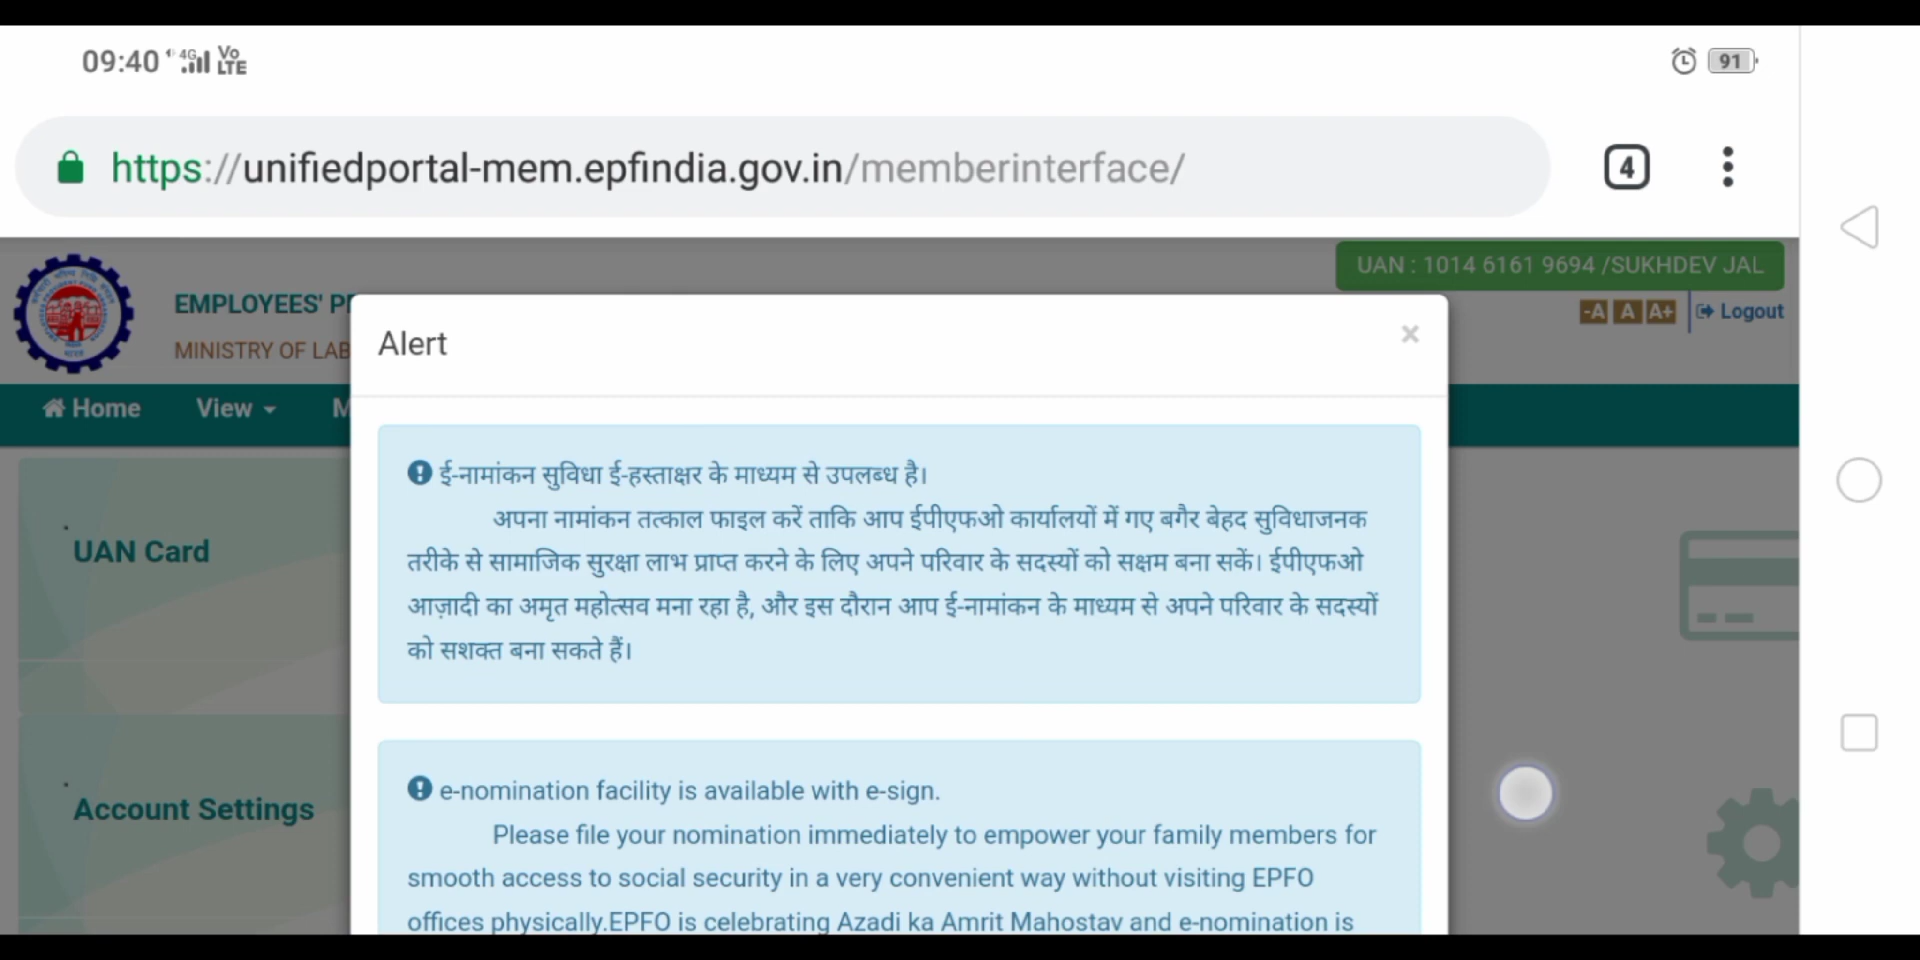 09:40 4G Vo LTE 91
https://unifiedportal-mem.epfindia.gov.in/memberinterface/ 4
UAN : 1014 6161 9694 /SUKHDEV JAL
EMPLOYEES' PR
MINISTRY OF LAB
-A A A+ Logout
Home View M
Alert ×
ई-नामांकन सुविधा ई-हस्ताक्षर के माध्यम से उपलब्ध है।
अपना नामांकन तत्काल फाइल करें ताकि आप ईपीएफओ कार्यालयों में गए बगैर बेहद सुविधाजनक
तरीके से सामाजिक सुरक्षा लाभ प्राप्त करने के लिए अपने परिवार के सदस्यों को सक्षम बना सकें। ईपीएफओ
आज़ादी का अमृत महोत्सव मना रहा है, और इस दौरान आप ई-नामांकन के माध्यम से अपने परिवार के सदस्यों
को सशक्त बना सकते हैं।
UAN Card
Account Settings
e-nomination facility is available with e-sign.
Please file your nomination immediately to empower your family members for
smooth access to social security in a very convenient way without visiting EPFO
offices physically.EPFO is celebrating Azadi ka Amrit Mahostav and e-nomination is